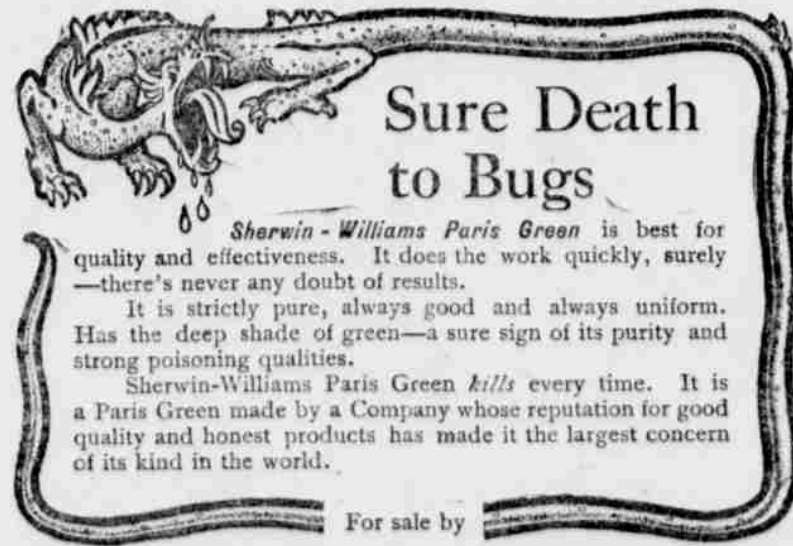 Sure Death
to Bugs
Sherwin-Williams Paris Green is best for
quality and effectiveness. It does the work quickly, surely
—there's never any doubt of results.
It is strictly pure, always good and always uniform.
Has the deep shade of green—a sure sign of its purity and
strong poisoning qualities.
Sherwin-Williams Paris Green kills every time. It is
a Paris Green made by a Company whose reputation for good
quality and honest products has made it the largest concern
of its kind in the world.
For sale by